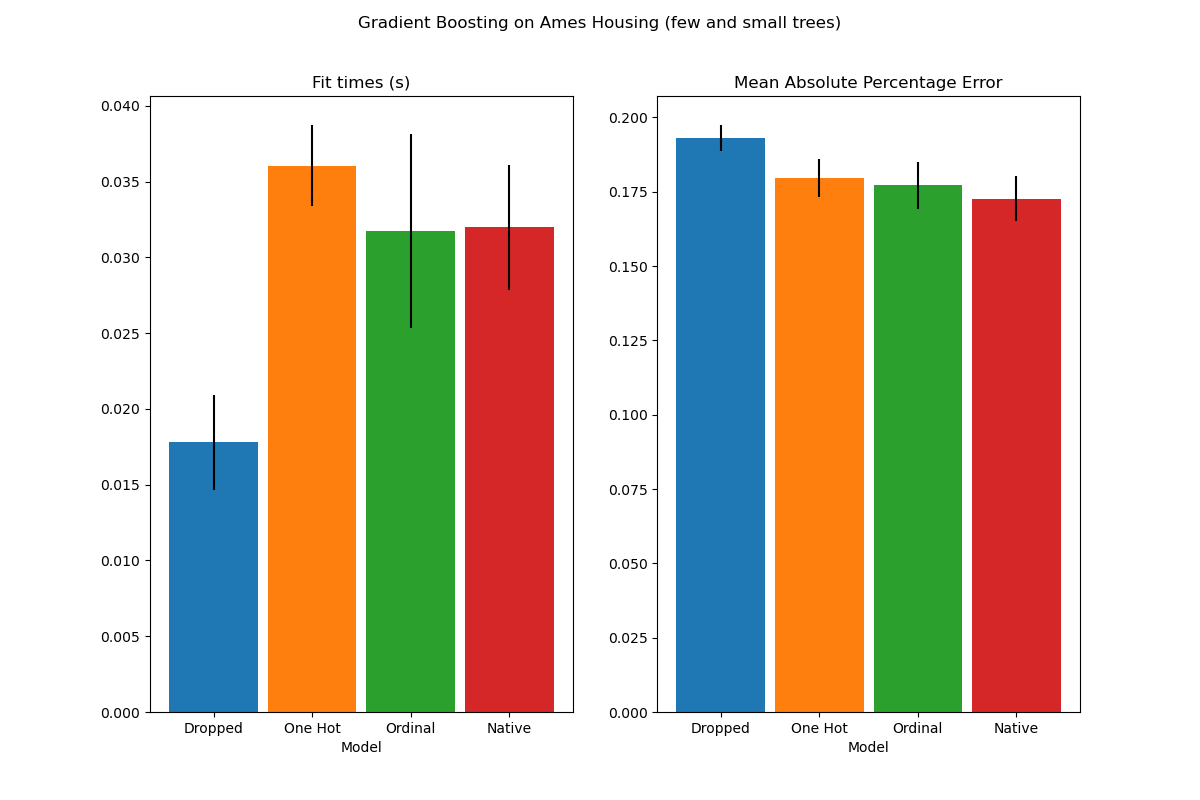 Gradient Boosting on Ames Housing (few and small trees)
Fit times (s)
0.040
0.035
0.030
0.025
0.020
0.015
0.010
0.005
0.000
Dropped One Hot Ordinal Native
Model
Mean Absolute Percentage Error
0.200
0.175
0.150
0.125
0.100
0.075
0.050
0.025
0.000
Dropped One Hot Ordinal Native
Model